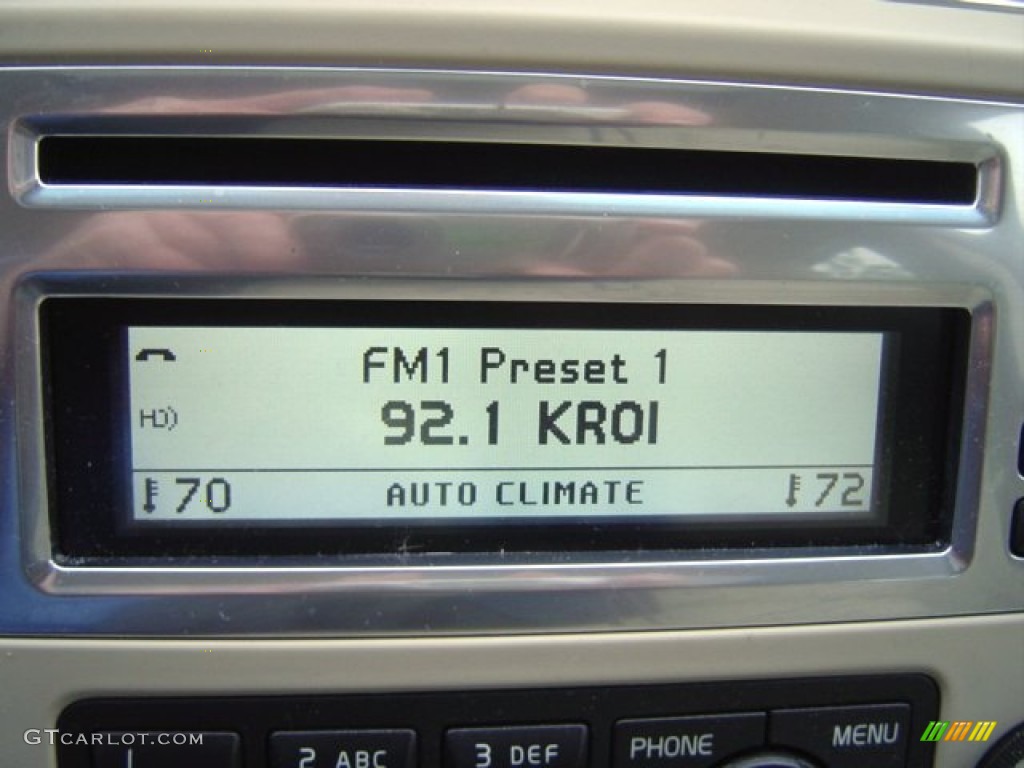 FM1 Preset 1
HD)
92.1 KROI
70 AUTO CLIMATE 72
GTCARLOT.COM
1 2 ABC 3 DEF PHONE MENU